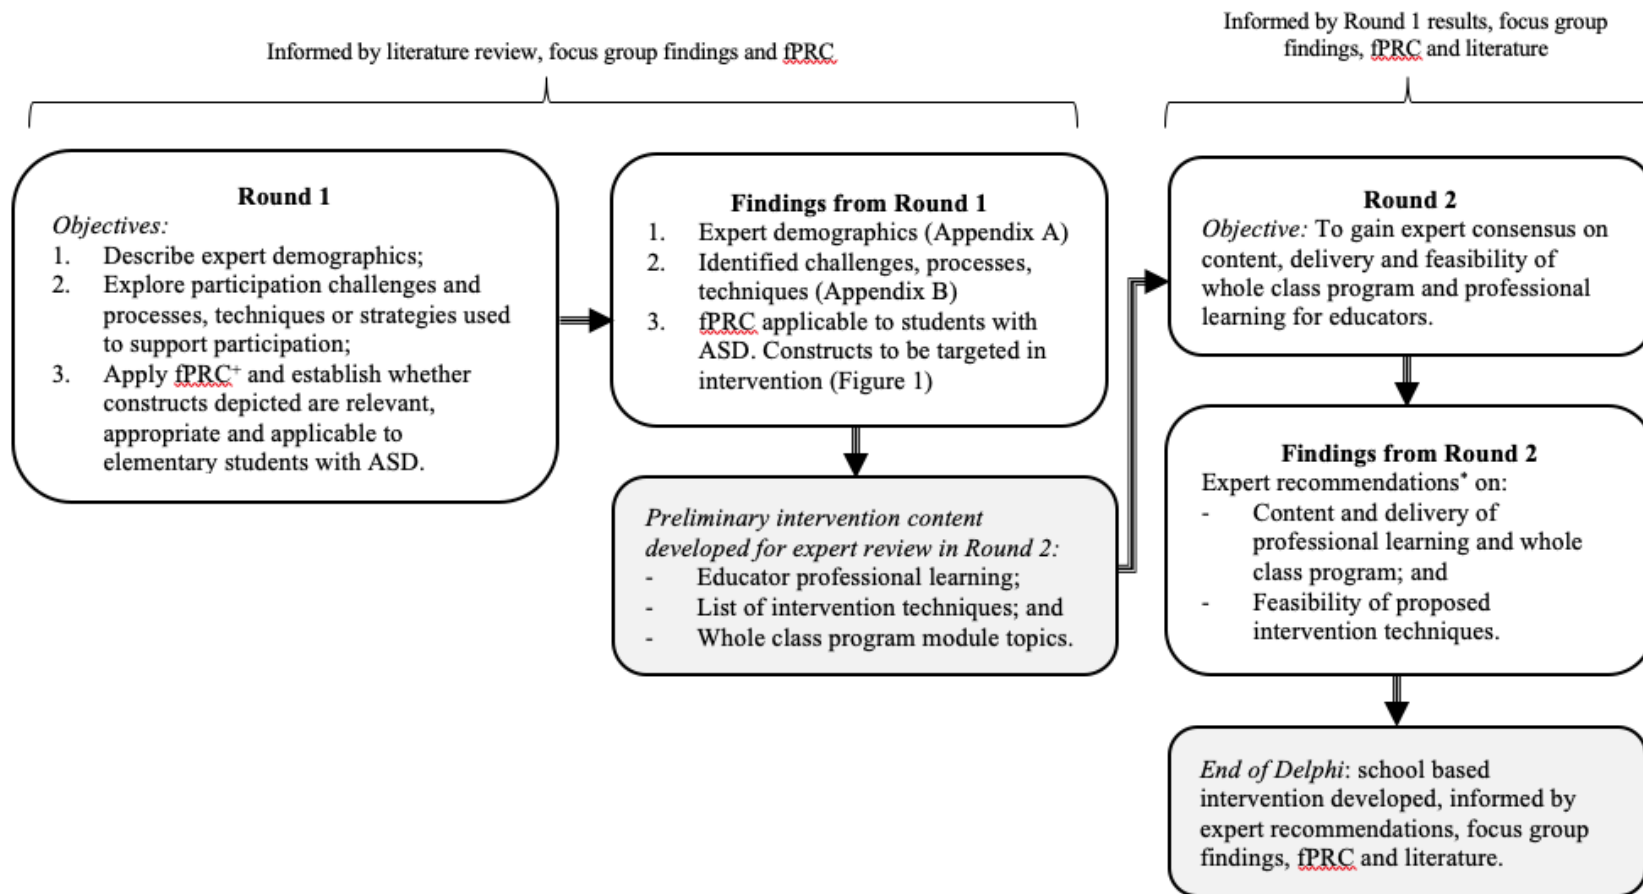 Informed by literature review, focus group findings and fPRC
Informed by Round 1 results, focus group
findings, fPRC and literature
Round 1
Objectives:
1. Describe expert demographics;
2. Explore participation challenges and
processes, techniques or strategies used
to support participation;
3. Apply fPRC⁺ and establish whether
constructs depicted are relevant,
appropriate and applicable to
elementary students with ASD.
Findings from Round 1
1. Expert demographics (Appendix A)
2. Identified challenges, processes,
techniques (Appendix B)
3. fPRC applicable to students with
ASD. Constructs to be targeted in
intervention (Figure 1)
Preliminary intervention content
developed for expert review in Round 2:
- Educator professional learning;
- List of intervention techniques; and
- Whole class program module topics.
Round 2
Objective: To gain expert consensus on
content, delivery and feasibility of
whole class program and professional
learning for educators.
Findings from Round 2
Expert recommendations* on:
- Content and delivery of
professional learning and whole
class program; and
- Feasibility of proposed
intervention techniques.
End of Delphi: school based
intervention developed, informed by
expert recommendations, focus group
findings, fPRC and literature.